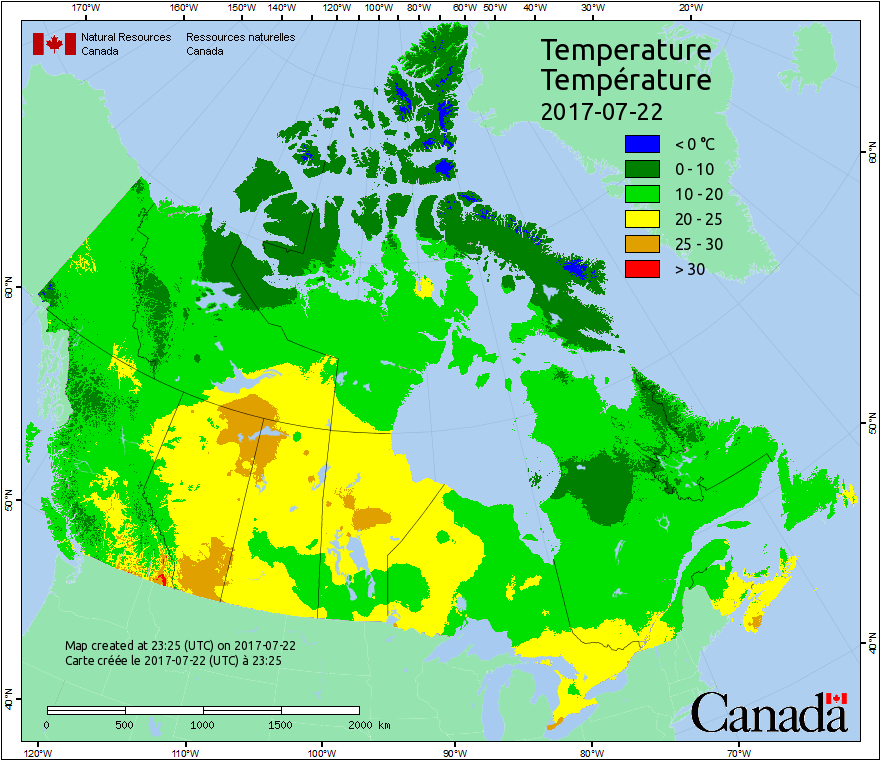 170°W 160°W 150°W 140°W 130°W 120°W 110°W 100°W 90°W 80°W 60°W 50°W 40°W 30°W 20°W
Natural Resources Canada
Ressources naturelles Canada
Temperature
Température
2017-07-22
< 0 °C
0 - 10
10 - 20
20 - 25
25 - 30
> 30
60°N
50°N
40°N
60°N
50°N
40°N
Map created at 23:25 (UTC) on 2017-07-22
Carte créée le 2017-07-22 (UTC) à 23:25
0 500 1000 1500 2000 km
Canada
120°W 110°W 100°W 90°W 80°W 70°W